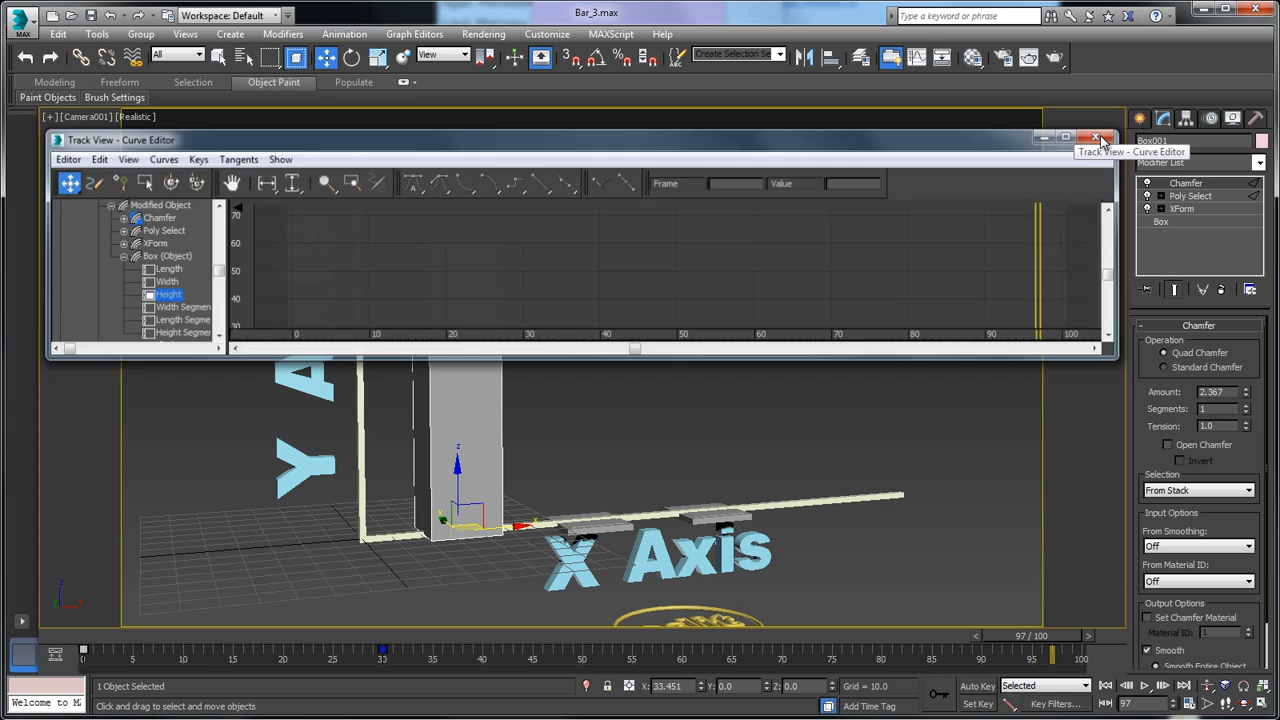 MAX
Workspace: Default
Bar_3.max
Type a keyword or phrase
Edit Tools Group Views Create Modifiers Animation Graph Editors Rendering Customize MAXScript Help
All
View
3
Create Selection Se
Modeling Freeform Selection Object Paint Populate
Paint Objects Brush Settings
[+] [Camera001] [Realistic ]
Track View - Curve Editor
Track View - Curve Editor
Editor Edit View Curves Keys Tangents Show
Frame Value
Modified Object
Chamfer
Poly Select
XForm
Box (Object)
Length
Width
Height
Width Segmen
Length Segme
Height Segmer
70
60
50
40
30
0 10 20 30 40 50 60 70 80 90 100
Box001
Modifier List
Chamfer
Poly Select
XForm
Box
Chamfer
Operation
Quad Chamfer
Standard Chamfer
Amount: 2.367
Segments: 1
Tension: 1.0
Open Chamfer
Invert
Selection
From Stack
Input Options
From Smoothing:
Off
From Material ID:
Off
Output Options
Set Chamfer Material
Material ID: 1
Smooth
Smooth Entire Object
Y A
z
y
x
X Axis
z
97 / 100
0 5 10 15 20 25 30 35 40 45 50 55 60 65 70 75 80 85 90 95 100
1 Object Selected
X: 33.451 Y: 0.0 Z: 0.0 Grid = 10.0
Auto Key Selected
Welcome to M
Click and drag to select and move objects
Add Time Tag
Set Key Key Filters...
97